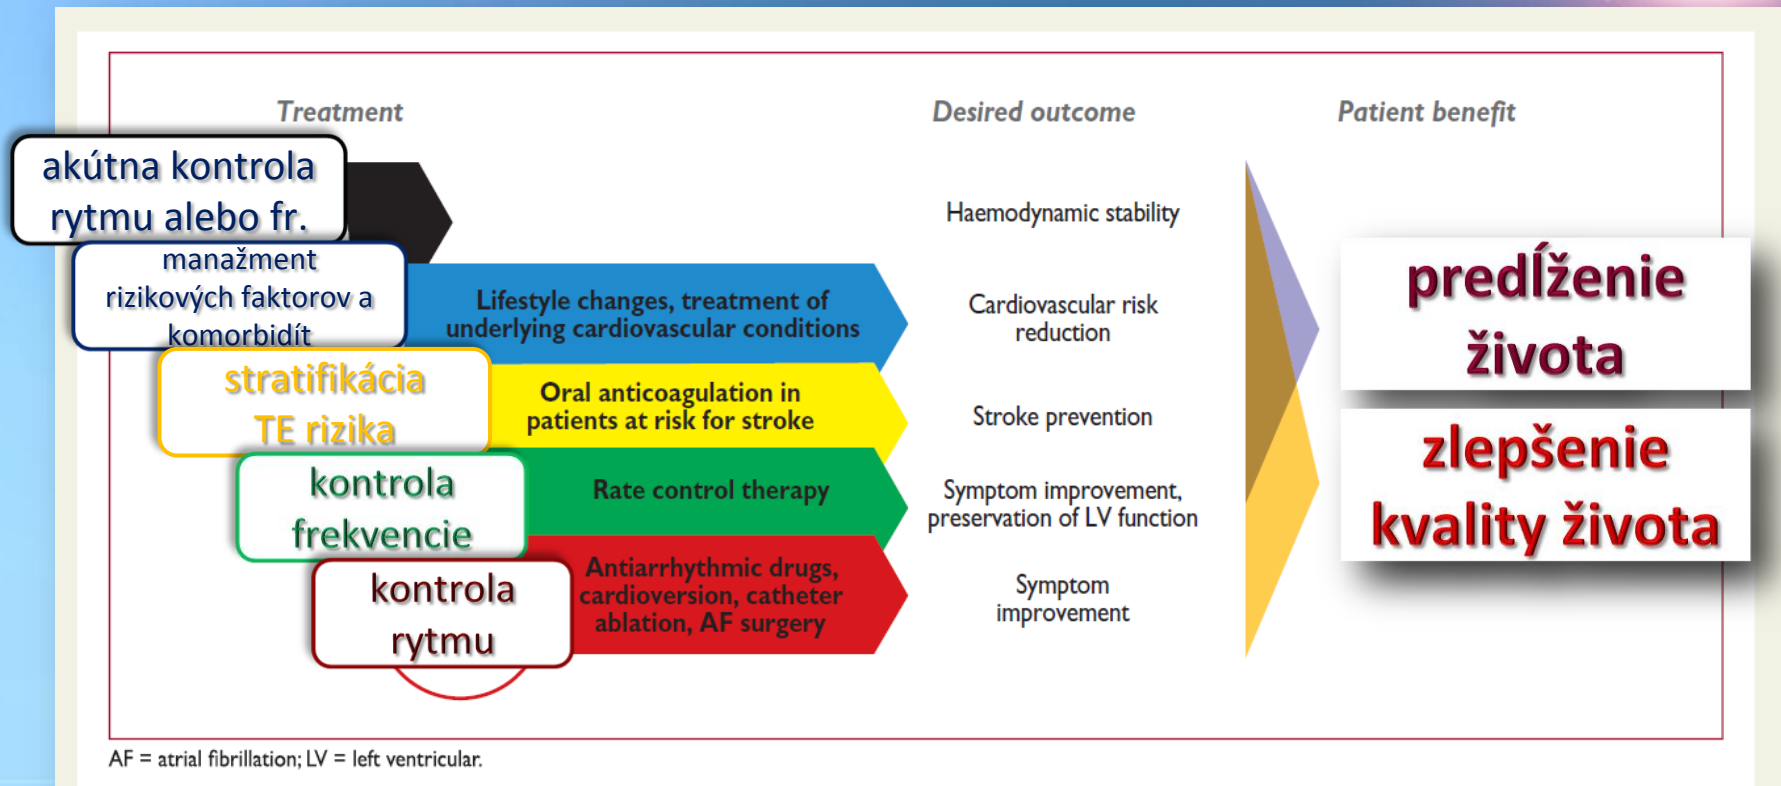 Treatment
Desired outcome
Patient benefit
akútna kontrola
rytmu alebo fr.
Haemodynamic stability
manažment
rizikových faktorov a
komorbidít
Lifestyle changes, treatment of
underlying cardiovascular conditions
Cardiovascular risk
reduction
predĺženie
života
stratifikácia
TE rizika
Oral anticoagulation in
patients at risk for stroke
Stroke prevention
zlepšenie
kvality života
kontrola
frekvencie
Rate control therapy
Symptom improvement,
preservation of LV function
kontrola
rytmu
Antiarrhythmic drugs,
cardioversion, catheter
ablation, AF surgery
Symptom
improvement
AF = atrial fibrillation; LV = left ventricular.